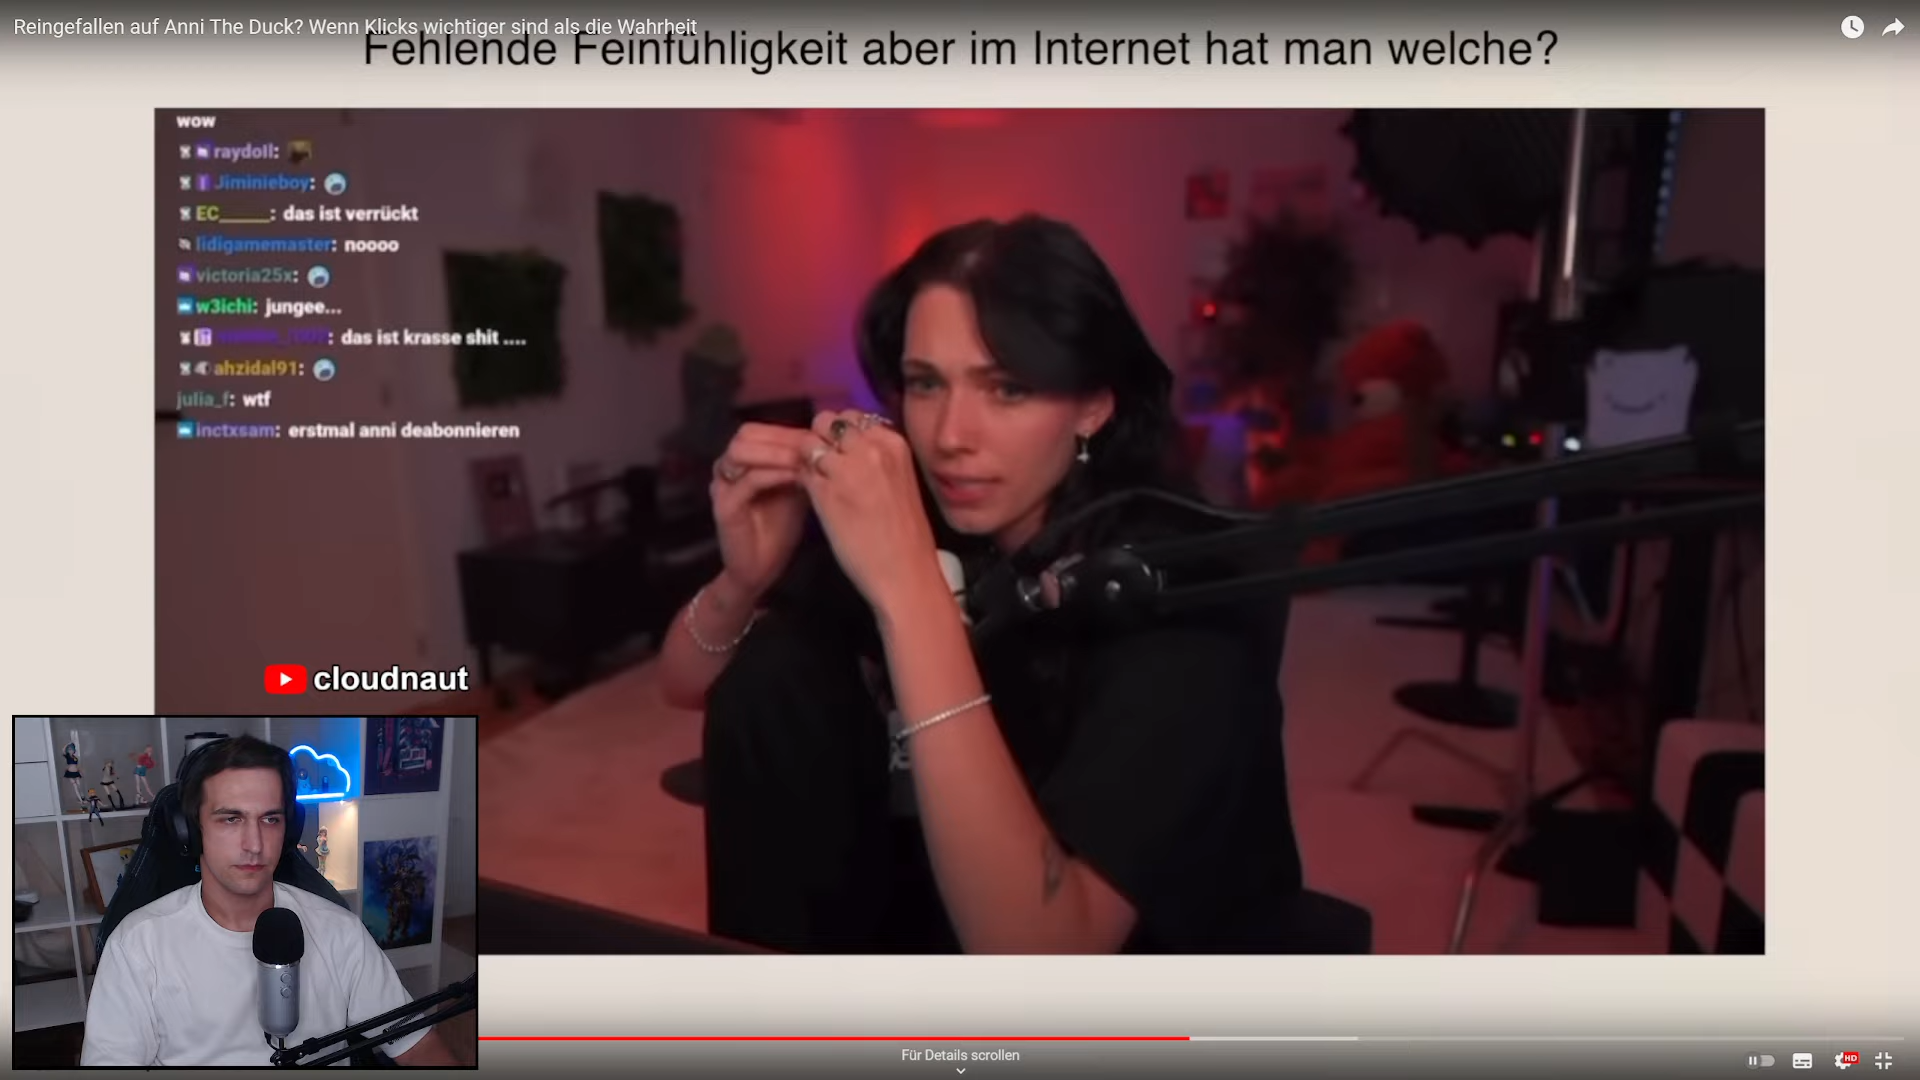 Reingefallen auf Anni The Duck? Wenn Klicks wichtiger sind als die Wahrheit
Fehlende Feinfühligkeit aber im Internet hat man welche?
wow
raydoll:
Jiminieboy:
EC_____: das ist verrückt
lidigamemaster: noooo
victoria25x:
w3ichi: jungee...
: das ist krasse shit ....
ahzidal91:
julia_f: wtf
inctxsam: erstmal anni deabonnieren
cloudnaut
Für Details scrollen
HD